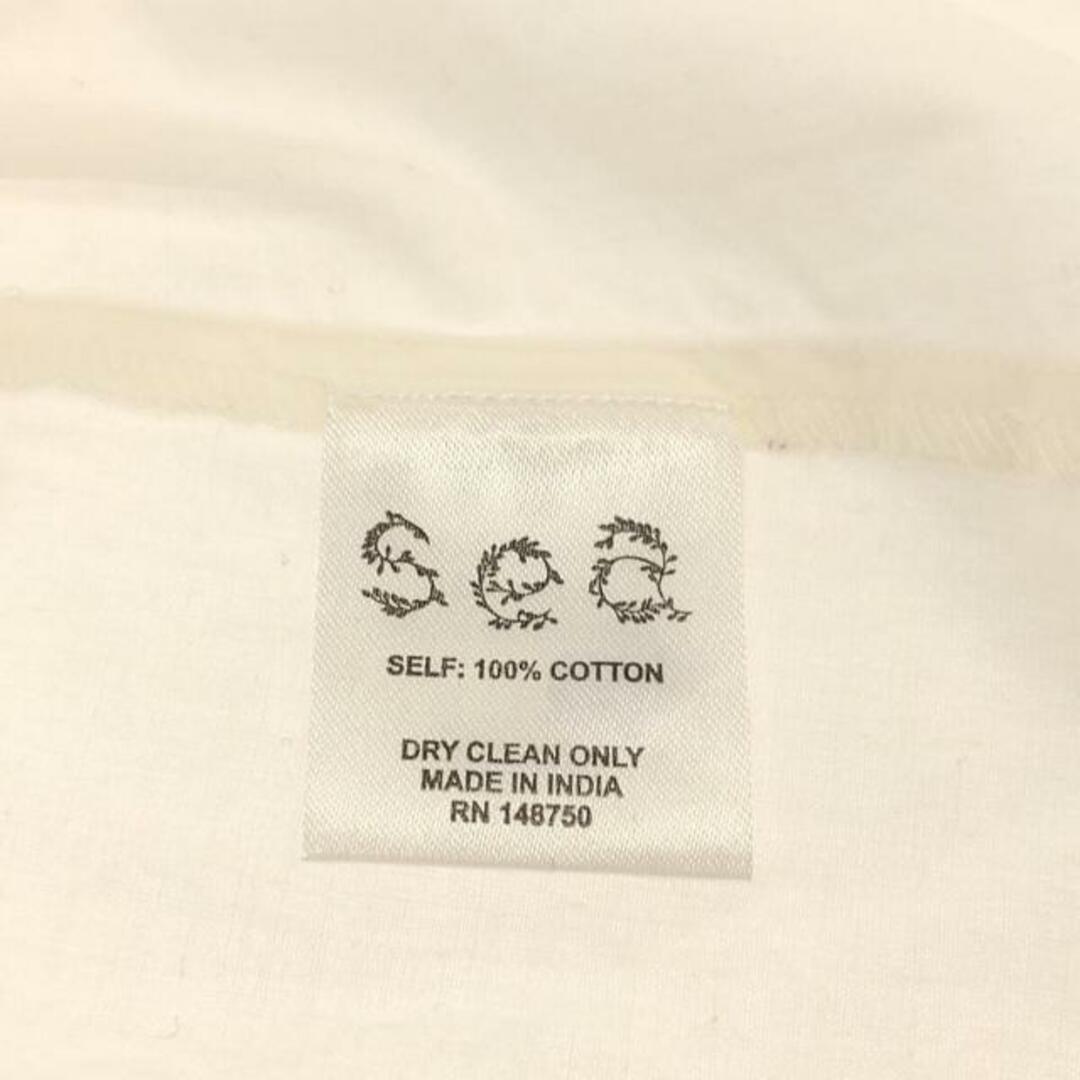 Sea
SELF: 100% COTTON
DRY CLEAN ONLY
MADE IN INDIA
RN 148750